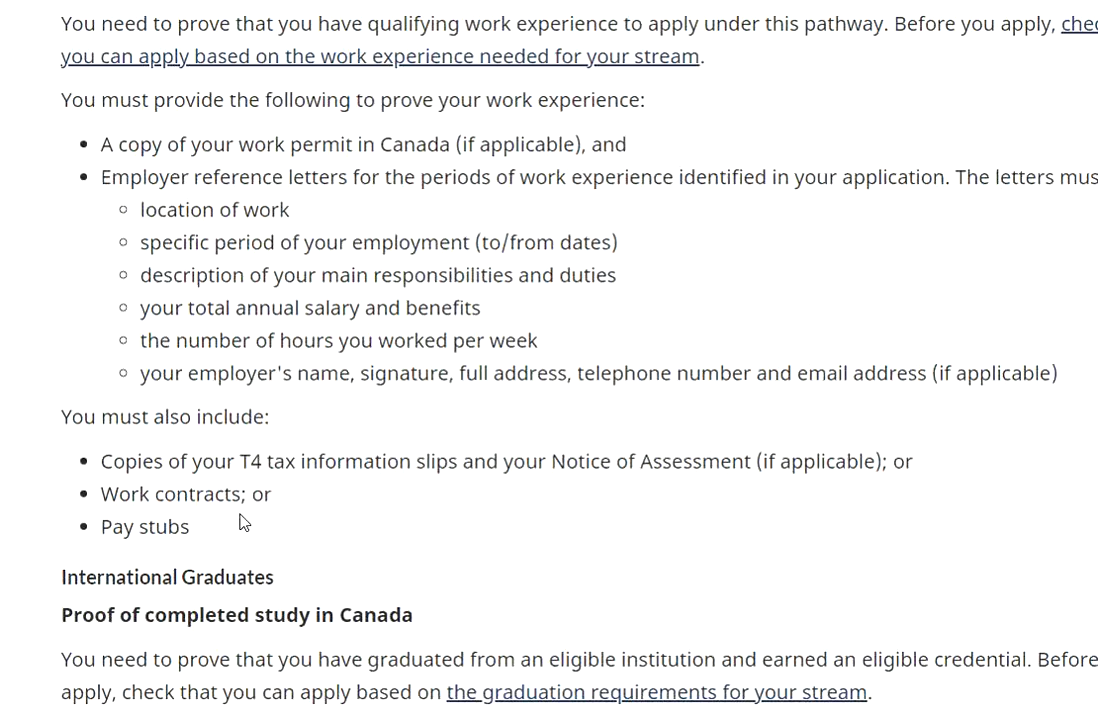 You need to prove that you have qualifying work experience to apply under this pathway. Before you apply,
you can apply based on the work experience needed for your stream.
You must provide the following to prove your work experience:
• A copy of your work permit in Canada (if applicable), and
• Employer reference letters for the periods of work experience identified in your application. The letters
◦ location of work
◦ specific period of your employment (to/from dates)
◦ description of your main responsibilities and duties
◦ your total annual salary and benefits
◦ the number of hours you worked per week
◦ your employer's name, signature, full address, telephone number and email address (if applicable)
You must also include:
• Copies of your T4 tax information slips and your Notice of Assessment (if applicable); or
• Work contracts; or
• Pay stubs
International Graduates
Proof of completed study in Canada
You need to prove that you have graduated from an eligible institution and earned an eligible credential. Before
apply, check that you can apply based on the graduation requirements for your stream.